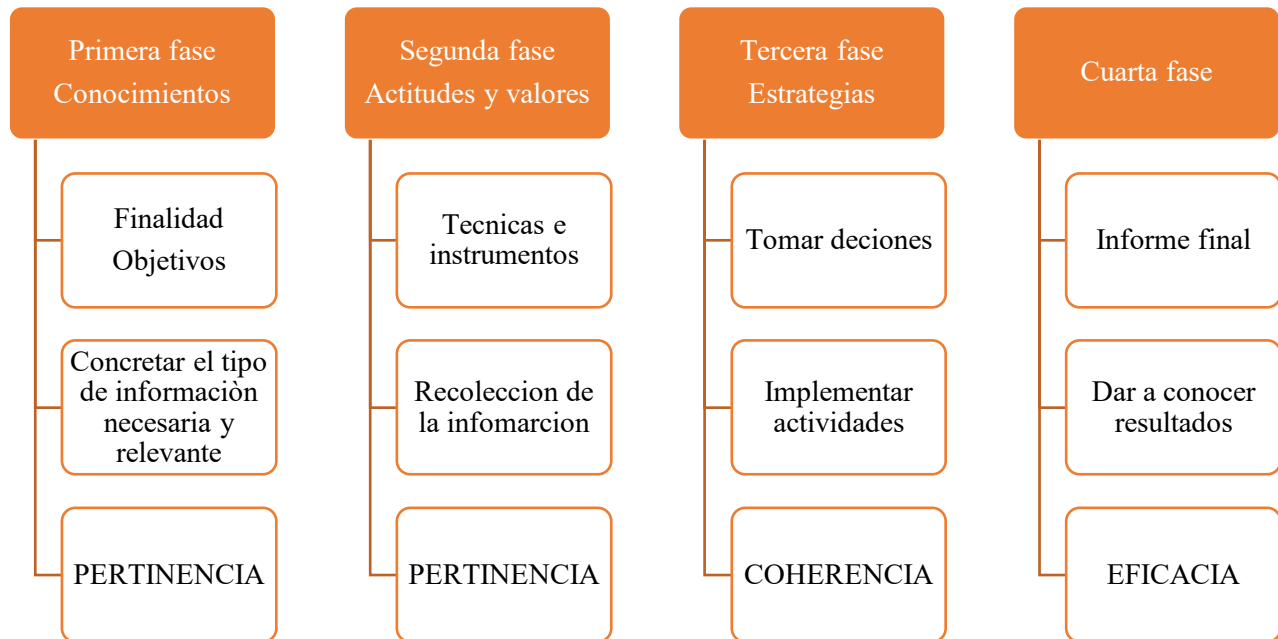 Primera fase
Conocimientos
Finalidad
Objetivos
Concretar el tipo
de informaciòn
necesaria y
relevante
PERTINENCIA
Segunda fase
Actitudes y valores
Tecnicas e
instrumentos
Recoleccion de
la infomarcion
PERTINENCIA
Tercera fase
Estrategias
Tomar deciones
Implementar
actividades
COHERENCIA
Cuarta fase
Informe final
Dar a conocer
resultados
EFICACIA